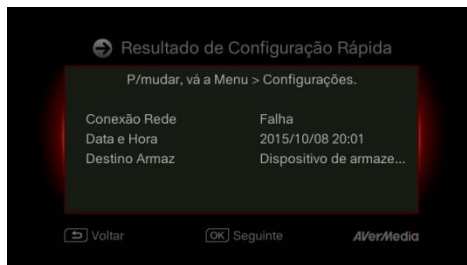 Resultado de Configuração Rápida
P/mudar, vá a Menu > Configurações.
Conexão Rede Falha
Data e Hora 2015/10/08 20:01
Destino Armaz Dispositivo de armaze...
Voltar OK Seguinte AVerMedia